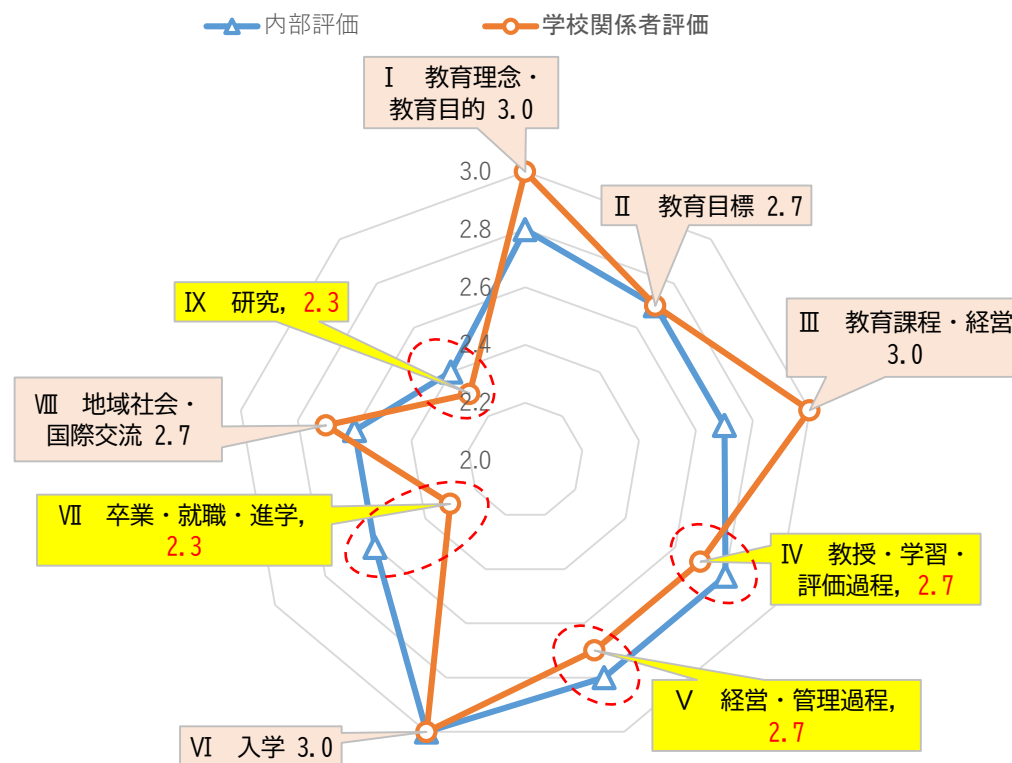 内部評価
学校関係者評価
Ⅰ 教育理念・
教育目的 3.0
3.0
Ⅱ 教育目標 2.7
2.8
2.6
Ⅸ 研究, 2.3
Ⅲ 教育課程・経営
3.0
2.4
Ⅷ 地域社会・
国際交流 2.7
2.2
2.0
Ⅶ 卒業・就職・進学,
2.3
Ⅳ 教授・学習・
評価過程, 2.7
Ⅴ 経営・管理過程,
2.7
Ⅵ 入学 3.0